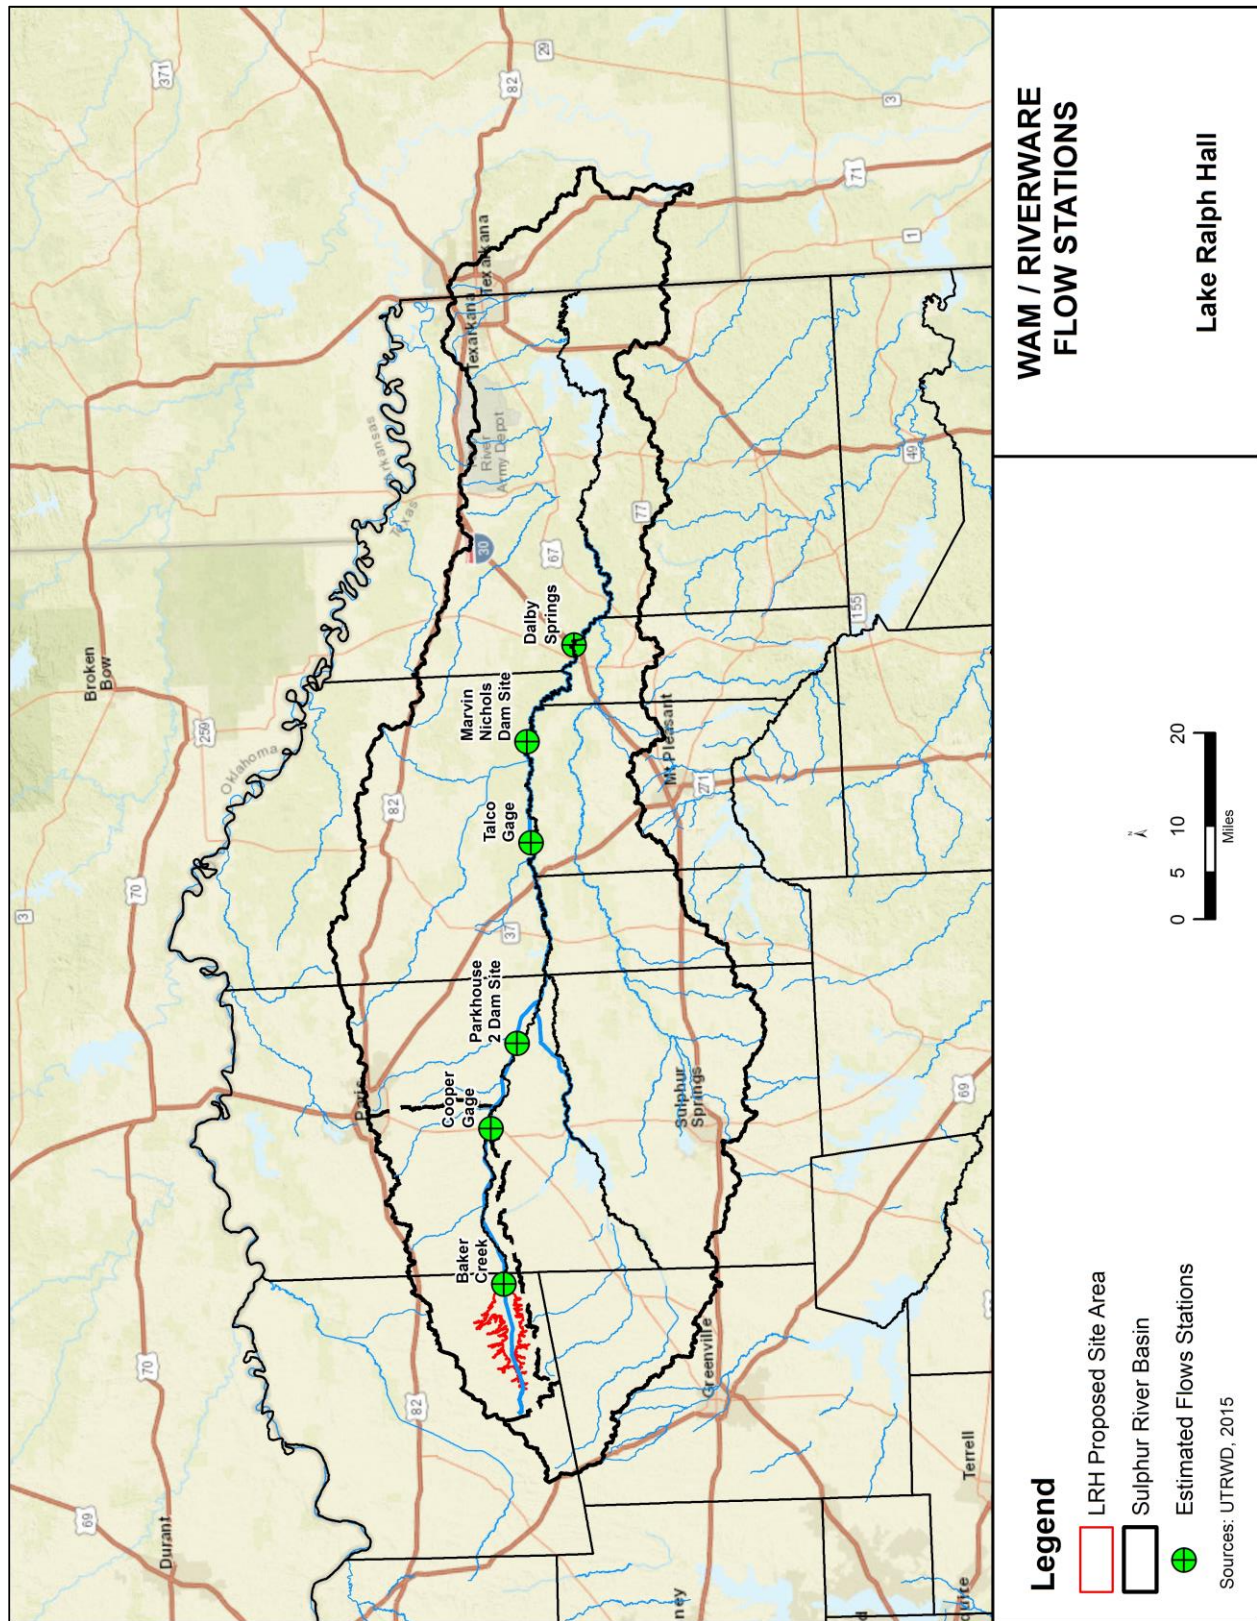 371
29
82
3
71
1
Broken
Bow
259
70
3
Oklahoma
Arkansas
Texas
Texarkana
Texarkana
River
Army Depot
30
67
77
49
155
82
Dalby
Springs
Marvin
Nichols
Dam Site
Talco
Gage
Mt Pleasant
271
37
Parkhouse
2 Dam Site
Cooper
Gage
Paris
Baker
Creek
Sulphur
Springs
69
Greenville
70
82
69
Durant
Terrell
ney
d
quite
WAM / RIVERWARE
FLOW STATIONS
Lake Ralph Hall
0 5 10 20
Miles
Legend
LRH Proposed Site Area
Sulphur River Basin
Estimated Flows Stations
Sources: UTRWD, 2015